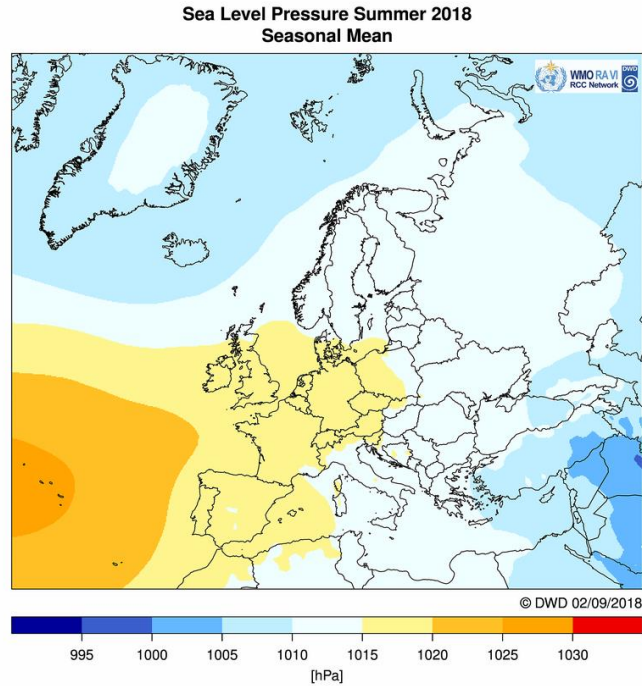 Sea Level Pressure Summer 2018
Seasonal Mean
WMO RA VI
RCC Network
DWD
© DWD 02/09/2018
995 1000 1005 1010 1015 1020 1025 1030
[hPa]